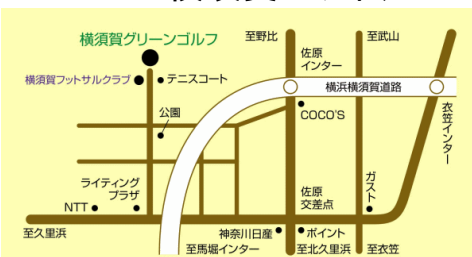 横須賀グリーンゴルフ
至野比
至武山
佐原
インター
横須賀フットサルクラブ
テニスコート
横浜横須賀道路
公園
COCO'S
衣笠インター
ライティング
プラザ
NTT
佐原
交差点
ガスト
至久里浜
神奈川日産
ポイント
至馬堀インター
至北久里浜
至衣笠